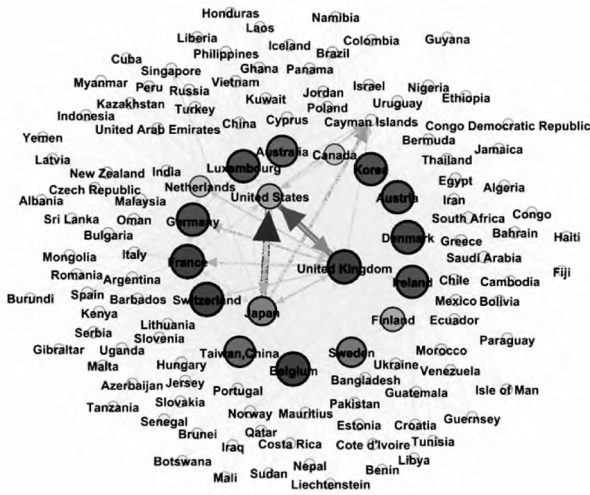 Honduras
Namibia
Laos
Liberia
Iceland
Colombia
Guyana
Cuba
Philippines
Brazil
Singapore
Ghana
Panama
Myanmar
Peru
Russia
Vietnam
Jordan
Israel
Nigeria
Kazakhstan
Kuwait
Poland
Uruguay
Ethiopia
Indonesia
Turkey
Cyprus
Cayman Islands
United Arab Emirates
China
Congo Democratic Republic
Yemen
Australia
Canada
Bermuda
Jamaica
Latvia
Luxembourg
Korea
Thailand
New Zealand
India
Czech Republic
Netherlands
Egypt
Algeria
Albania
Malaysia
United States
Austria
Iran
Sri Lanka
Oman
Germany
South Africa
Congo
Bulgaria
Denmark
Greece
Bahrain
Haiti
Mongolia
Italy
France
United Kingdom
Saudi Arabia
Romania
Argentina
Ireland
Chile
Cambodia
Fiji
Burundi
Spain
Barbados
Switzerland
Mexico
Bolivia
Kenya
Japan
Finland
Ecuador
Serbia
Lithuania
Slovenia
Paraguay
Gibraltar
Uganda
Taiwan,China
Sweden
Morocco
Malta
Hungary
Belgium
Ukraine
Venezuela
Azerbaijan
Jersey
Bangladesh
Guatemala
Isle of Man
Tanzania
Slovakia
Portugal
Pakistan
Senegal
Norway
Mauritius
Croatia
Guernsey
Brunei
Qatar
Estonia
Tunisia
Iraq
Costa Rica
Cote d'Ivoire
Libya
Botswana
Mali
Sudan
Nepal
Benin
Liechtenstein